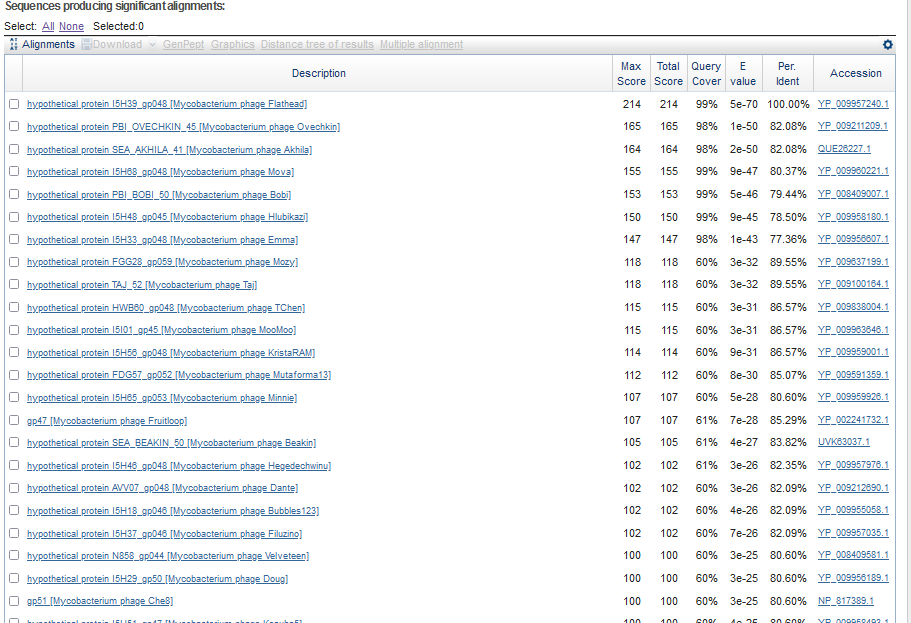 Sequences producing significant alignments:
Select: All None Selected:0
Alignments Download GenPept Graphics Distance tree of results Multiple alignment
Description Max Score Total Score Query Cover E value Per. Ident Accession
hypothetical protein I5H39_gp048 [Mycobacterium phage Flathead] 214 214 99% 5e-70 100.00% YP_009957240.1
hypothetical protein PBI_OVECHKIN_45 [Mycobacterium phage Ovechkin] 165 165 98% 1e-50 82.08% YP_009211209.1
hypothetical protein SEA_AKHILA_41 [Mycobacterium phage Akhila] 164 164 98% 2e-50 82.08% QUE26227.1
hypothetical protein I5H68_gp048 [Mycobacterium phage Mova] 155 155 99% 9e-47 80.37% YP_009960221.1
hypothetical protein PBI_BOBI_50 [Mycobacterium phage Bobi] 153 153 99% 5e-46 79.44% YP_008409007.1
hypothetical protein I5H48_gp045 [Mycobacterium phage Hlubikazi] 150 150 99% 9e-45 78.50% YP_009958180.1
hypothetical protein I5H33_gp048 [Mycobacterium phage Emma] 147 147 98% 1e-43 77.36% YP_009956607.1
hypothetical protein FGG28_gp059 [Mycobacterium phage Mozy] 118 118 60% 3e-32 89.55% YP_009637199.1
hypothetical protein TAJ_52 [Mycobacterium phage Taj] 118 118 60% 3e-32 89.55% YP_009100164.1
hypothetical protein HWB60_gp048 [Mycobacterium phage TChen] 115 115 60% 3e-31 86.57% YP_009838004.1
hypothetical protein I5I01_gp45 [Mycobacterium phage MooMoo] 115 115 60% 3e-31 86.57% YP_009963646.1
hypothetical protein I5H56_gp048 [Mycobacterium phage KristaRAM] 114 114 60% 9e-31 86.57% YP_009959001.1
hypothetical protein FDG57_gp052 [Mycobacterium phage Mutaforma13] 112 112 60% 8e-30 85.07% YP_009591359.1
hypothetical protein I5H65_gp053 [Mycobacterium phage Minnie] 107 107 60% 5e-28 80.60% YP_009959926.1
gp47 [Mycobacterium phage Fruitloop] 107 107 61% 7e-28 85.29% YP_002241732.1
hypothetical protein SEA_BEAKIN_50 [Mycobacterium phage Beakin] 105 105 61% 4e-27 83.82% UVK63037.1
hypothetical protein I5H46_gp048 [Mycobacterium phage Hegedechwinu] 102 102 61% 3e-26 82.35% YP_009957976.1
hypothetical protein AVV07_gp048 [Mycobacterium phage Dante] 102 102 60% 3e-26 82.09% YP_009212690.1
hypothetical protein I5H18_gp046 [Mycobacterium phage Bubbles123] 102 102 60% 4e-26 82.09% YP_009955058.1
hypothetical protein I5H37_gp046 [Mycobacterium phage Filuzino] 102 102 60% 7e-26 82.09% YP_009957035.1
hypothetical protein N858_gp044 [Mycobacterium phage Velveteen] 100 100 60% 3e-25 80.60% YP_008409581.1
hypothetical protein I5H29_gp50 [Mycobacterium phage Doug] 100 100 60% 3e-25 80.60% YP_009956189.1
gp51 [Mycobacterium phage Che8] 100 100 60% 3e-25 80.60% NP_817389.1